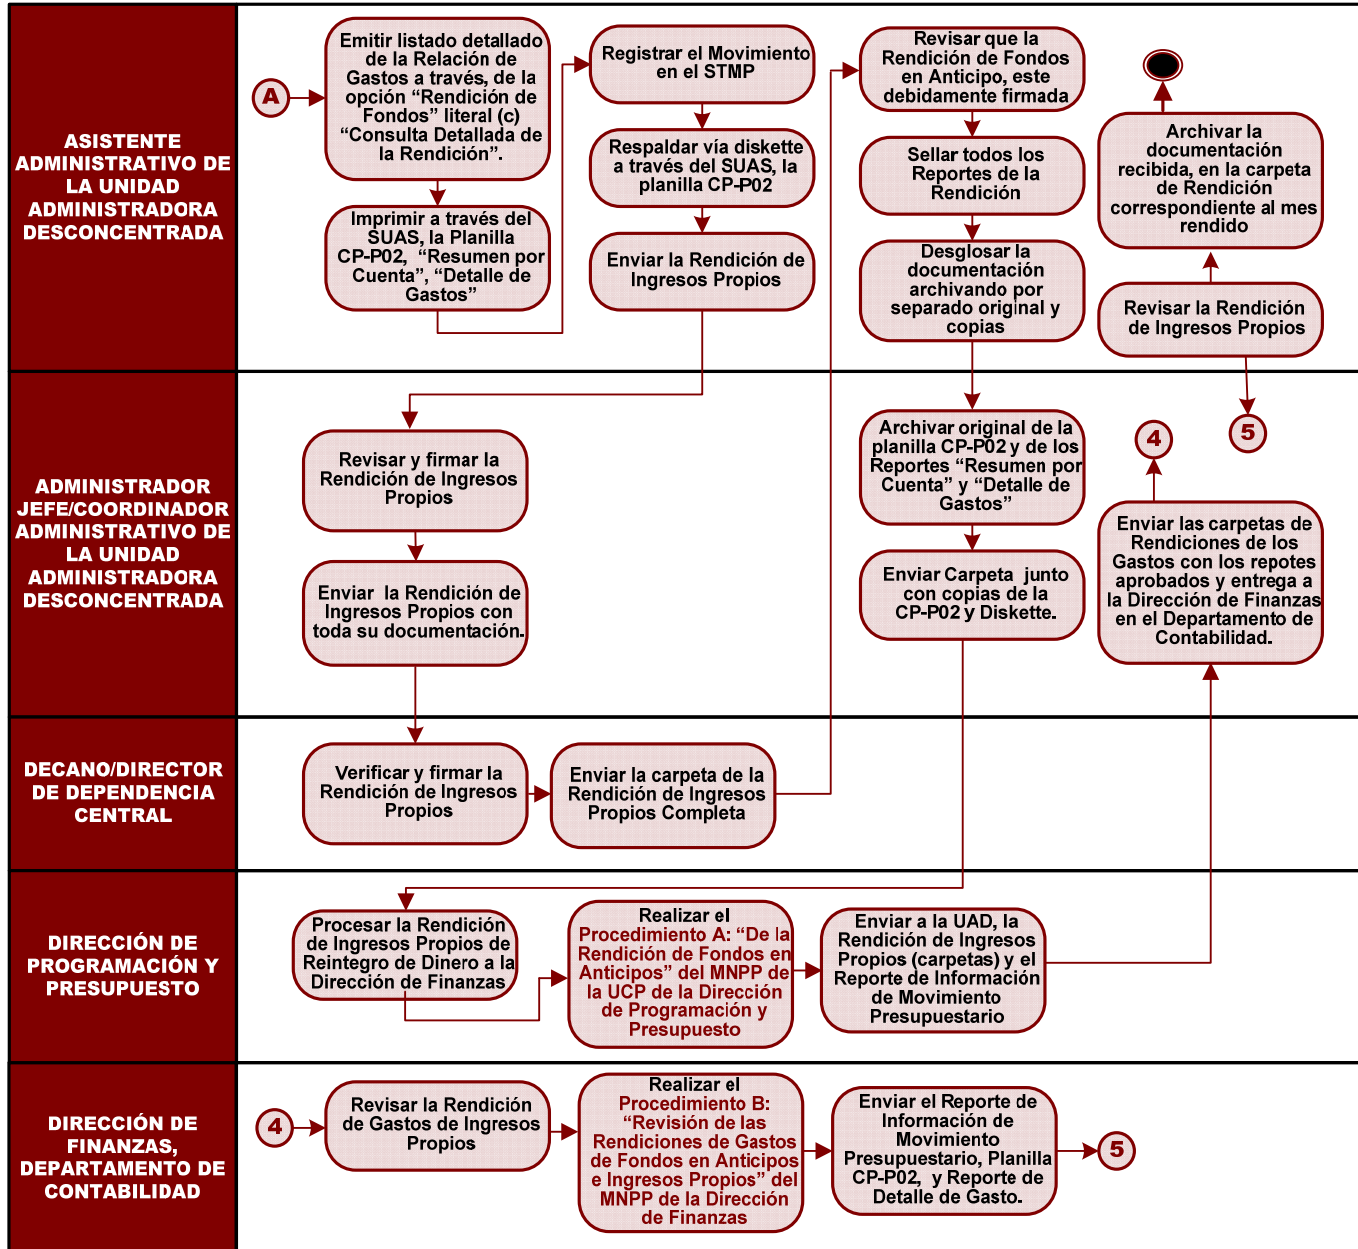 ASISTENTE
ADMINISTRATIVO DE
LA UNIDAD
ADMINISTRADORA
DESCONCENTRADA
A
Emitir listado detallado
de la Relación de
Gastos a través, de la
opción “Rendición de
Fondos” literal (c)
“Consulta Detallada de
la Rendición”.
Imprimir a través del
SUAS, la Planilla
CP-P02, “Resumen por
Cuenta”, “Detalle de
Gastos”
Registrar el Movimiento
en el STMP
Respaldar vía diskette
a través del SUAS, la
planilla CP-P02
Enviar la Rendición de
Ingresos Propios
Revisar que la
Rendición de Fondos
en Anticipo, este
debidamente firmada
Sellar todos los
Reportes de la
Rendición
Desglosar la
documentación
archivando por
separado original y
copias
Archivar la
documentación
recibida, en la carpeta
de Rendición
correspondiente al mes
rendido
Revisar la Rendición
de Ingresos Propios
ADMINISTRADOR
JEFE/COORDINADOR
ADMINISTRATIVO DE
LA UNIDAD
ADMINISTRADORA
DESCONCENTRADA
Revisar y firmar la
Rendición de Ingresos
Propios
Enviar la Rendición de
Ingresos Propios con
toda su documentación.
Archivar original de la
planilla CP-P02 y de los
Reportes “Resumen por
Cuenta” y “Detalle de
Gastos”
Enviar Carpeta junto
con copias de la
CP-P02 y Diskette.
4
5
Enviar las carpetas de
Rendiciones de los
Gastos con los repotes
aprobados y entrega a
la Dirección de Finanzas
en el Departamento de
Contabilidad.
DECANO/DIRECTOR
DE DEPENDENCIA
CENTRAL
Verificar y firmar la
Rendición de Ingresos
Propios
Enviar la carpeta de la
Rendición de Ingresos
Propios Completa
DIRECCIÓN DE
PROGRAMACIÓN Y
PRESUPUESTO
Procesar la Rendición
de Ingresos Propios de
Reintegro de Dinero a la
Dirección de Finanzas
Realizar el
Procedimiento A: “De la
Rendición de Fondos en
Anticipos” del MNPP de
la UCP de la Dirección
de Programación y
Presupuesto
Enviar a la UAD, la
Rendición de Ingresos
Propios (carpetas) y el
Reporte de Información
de Movimiento
Presupuestario
DIRECCIÓN DE
FINANZAS,
DEPARTAMENTO DE
CONTABILIDAD
4
Revisar la Rendición
de Gastos de Ingresos
Propios
Realizar el
Procedimiento B:
“Revisión de las
Rendiciones de Gastos
de Fondos en Anticipos
e Ingresos Propios” del
MNPP de la Dirección
de Finanzas
Enviar el Reporte de
Información de
Movimiento
Presupuestario, Planilla
CP-P02, y Reporte de
Detalle de Gasto.
5